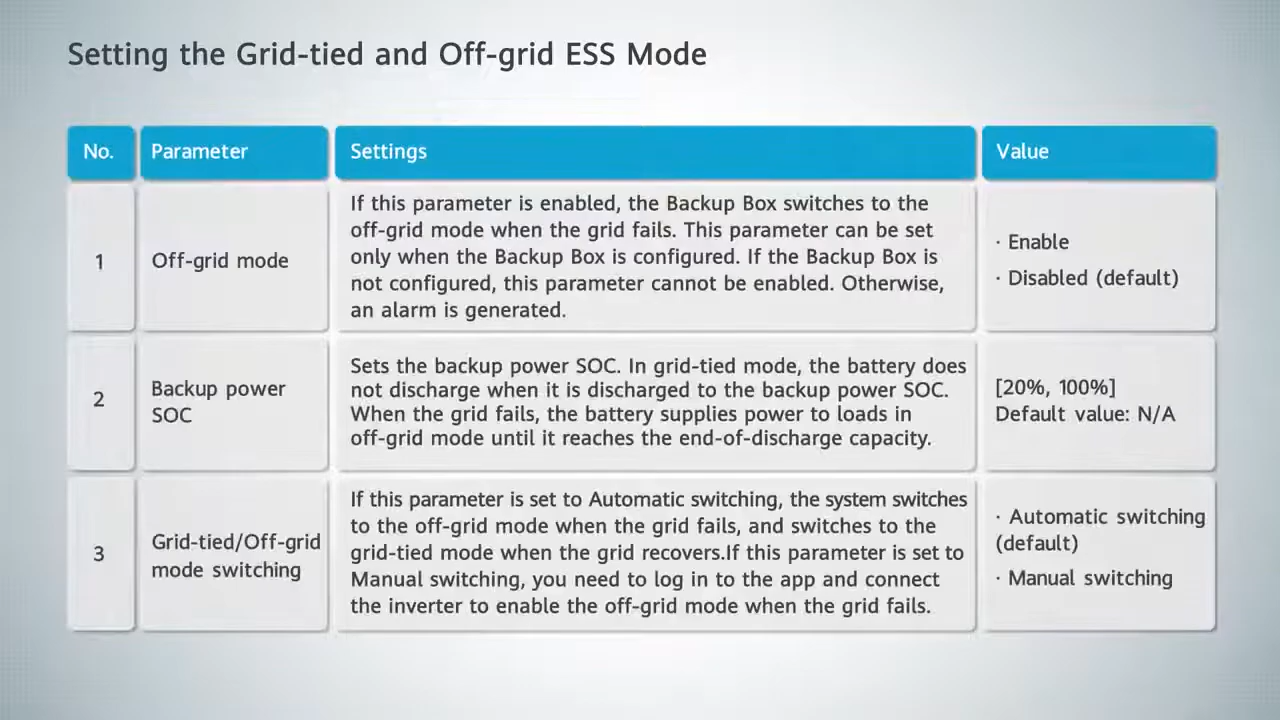 Setting the Grid-tied and Off-grid ESS Mode
No.
Parameter
Settings
Value
1
Off-grid mode
If this parameter is enabled, the Backup Box switches to the
off-grid mode when the grid fails. This parameter can be set
only when the Backup Box is configured. If the Backup Box is
not configured, this parameter cannot be enabled. Otherwise,
an alarm is generated.
· Enable
· Disabled (default)
2
Backup power
SOC
Sets the backup power SOC. In grid-tied mode, the battery does
not discharge when it is discharged to the backup power SOC.
When the grid fails, the battery supplies power to loads in
off-grid mode until it reaches the end-of-discharge capacity.
[20%, 100%]
Default value: N/A
3
Grid-tied/Off-grid
mode switching
If this parameter is set to Automatic switching, the system switches
to the off-grid mode when the grid fails, and switches to the
grid-tied mode when the grid recovers.If this parameter is set to
Manual switching, you need to log in to the app and connect
the inverter to enable the off-grid mode when the grid fails.
· Automatic switching
(default)
· Manual switching